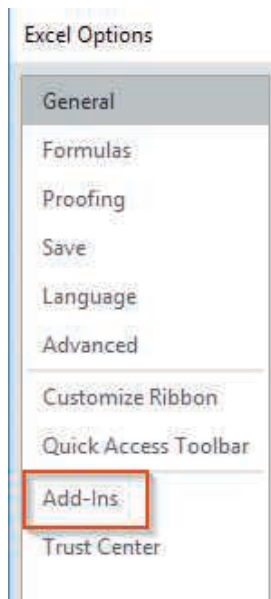 Excel Options
General
Formulas
Proofing
Save
Language
Advanced
Customize Ribbon
Quick Access Toolbar
Add-Ins
Trust Center